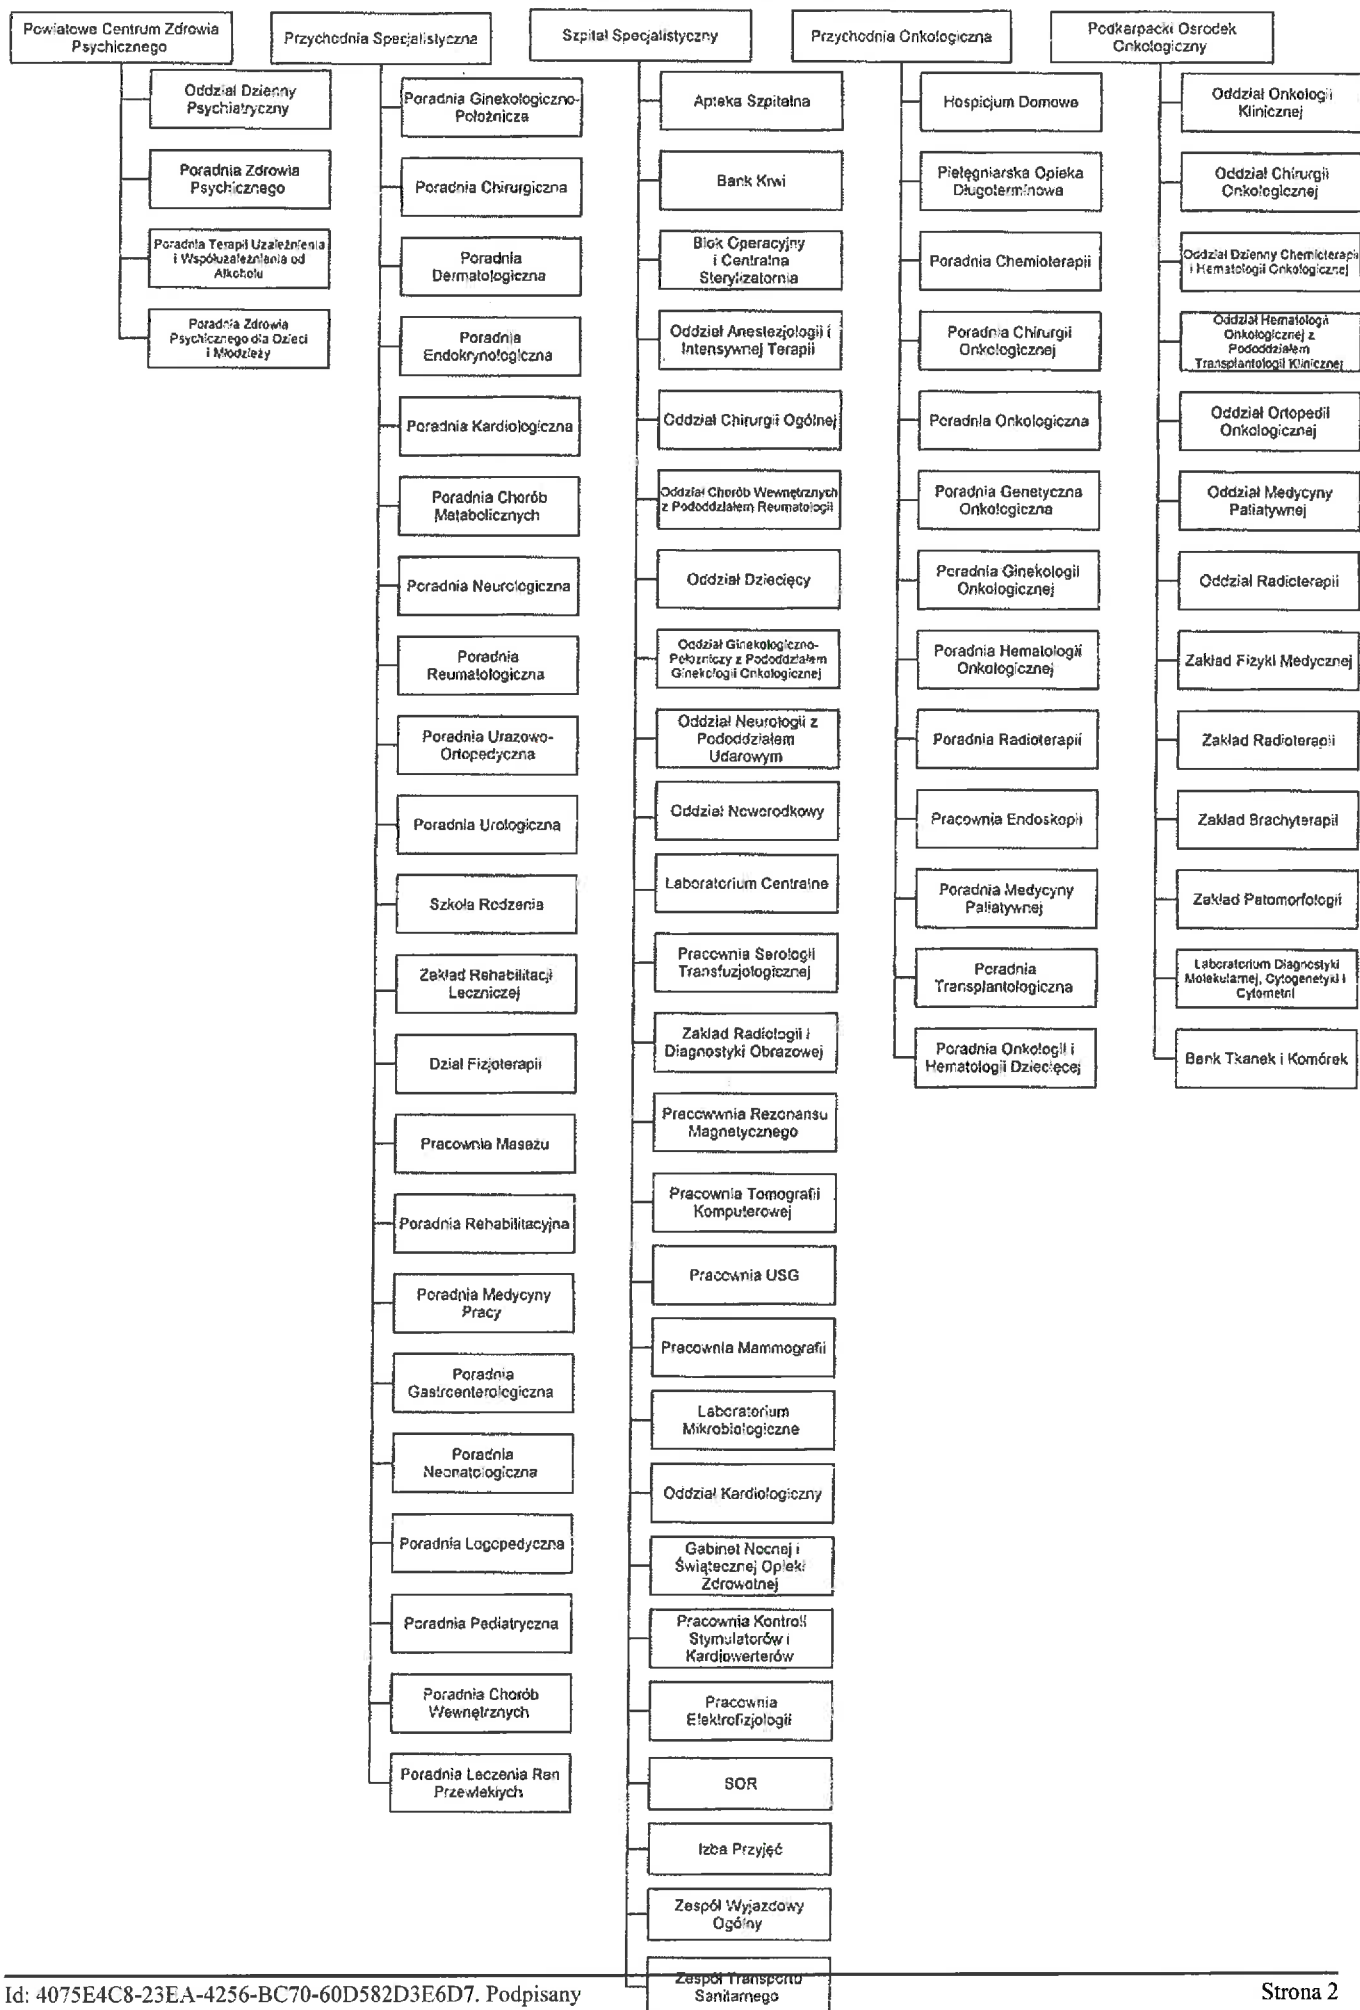 Powiatowe Centrum Zdrowia
Psychicznego
Oddział Dzienny
Psychiatryczny
Poradnia Zdrowia
Psychicznego
Poradnia Terapii Uzależnienia
i Współuzależnienia od
Alkoholu
Poradnia Zdrowia
Psychicznego dla Dzieci
i Młodzieży
Przychodnia Specjalistyczna
Poradnia Ginekologiczno-
Położnicza
Poradnia Chirurgiczna
Poradnia
Dermatologiczna
Poradnia
Endokrynologiczna
Poradnia Kardiologiczna
Poradnia Chorób
Metabolicznych
Poradnia Neurologiczna
Poradnia
Reumatologiczna
Poradnia Urazowo-
Ortopedyczna
Poradnia Urologiczna
Szkoła Rodzenia
Zakład Rehabilitacji
Leczniczej
Dział Fizjoterapii
Pracownia Masażu
Poradnia Rehabilitacyjna
Poradnia Medycyny
Pracy
Poradnia
Gastroenterologiczna
Poradnia
Neonatologiczna
Poradnia Logopedyczna
Poradnia Pediatryczna
Poradnia Chorób
Wewnętrznych
Poradnia Leczenia Ran
Przewlekłych
Szpital Specjalistyczny
Apteka Szpitalna
Bank Krwi
Blok Operacyjny
i Centralna
Sterylizatornia
Oddział Anestezjologii i
Intensywnej Terapii
Oddział Chirurgii Ogólnej
Oddział Chorób Wewnętrznych
z Pododdziałem Reumatologii
Oddział Dziecięcy
Oddział Ginekologiczno-
Położniczy z Pododdziałem
Ginekologii Onkologicznej
Oddział Neurologii z
Pododdziałem
Udarowym
Oddział Noworodkowy
Laboratorium Centralne
Pracownia Serologii
Transfuzjologicznej
Zakład Radiologii i
Diagnostyki Obrazowej
Pracowwnia Rezonansu
Magnetycznego
Pracownia Tomografii
Komputerowej
Pracownia USG
Pracownia Mammografii
Laboratorium
Mikrobiologiczne
Oddział Kardiologiczny
Gabinet Nocnej i
Świątecznej Opieki
Zdrowotnej
Pracownia Kontroli
Stymulatorów i
Kardiowerterów
Pracownia
Elektrofizjologii
SOR
Izba Przyjęć
Zespół Wyjazdowy
Ogólny
Zespół Transportu
Sanitarnego
Przychodnia Onkologiczna
Hospicjum Domowe
Pielęgniarska Opieka
Długoterminowa
Poradnia Chemioterapii
Poradnia Chirurgii
Onkologicznej
Poradnia Onkologiczna
Poradnia Genetyczna
Onkologiczna
Poradnia Ginekologii
Onkologicznej
Poradnia Hematologii
Onkologicznej
Poradnia Radioterapii
Pracownia Endoskopii
Poradnia Medycyny
Paliatywnej
Poradnia
Transplantologiczna
Poradnia Onkologii i
Hematologii Dziecięcej
Podkarpacki Osrodek
Onkologiczny
Oddział Onkologii
Klinicznej
Oddział Chirurgii
Onkologicznej
Oddział Dzienny Chemioterapii
i Hematologii Onkologicznej
Oddział Hematologii
Onkologicznej z
Pododdziałem
Transplantologii Klinicznej
Oddział Ortopedii
Onkologicznej
Oddział Medycyny
Paliatywnej
Oddział Radioterapii
Zakład Fizyki Medycznej
Zakład Radioterapii
Zakład Brachyterapii
Zakład Patomorfologii
Laboratorium Diagnostyki
Molekularnej, Cytogenetyki i
Cytometrii
Bank Tkanek i Komórek
Id: 4075E4C8-23EA-4256-BC70-60D582D3E6D7. Podpisany
Strona 2